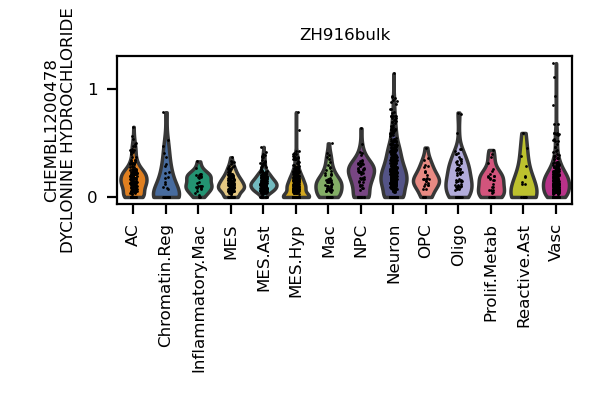 ZH916bulk
CHEMBL1200478
DYCLONINE HYDROCHLORIDE
1
0
AC
Chromatin.Reg
Inflammatory.Mac
MES
MES.Ast
MES.Hyp
Mac
NPC
Neuron
OPC
Oligo
Prolif.Metab
Reactive.Ast
Vasc